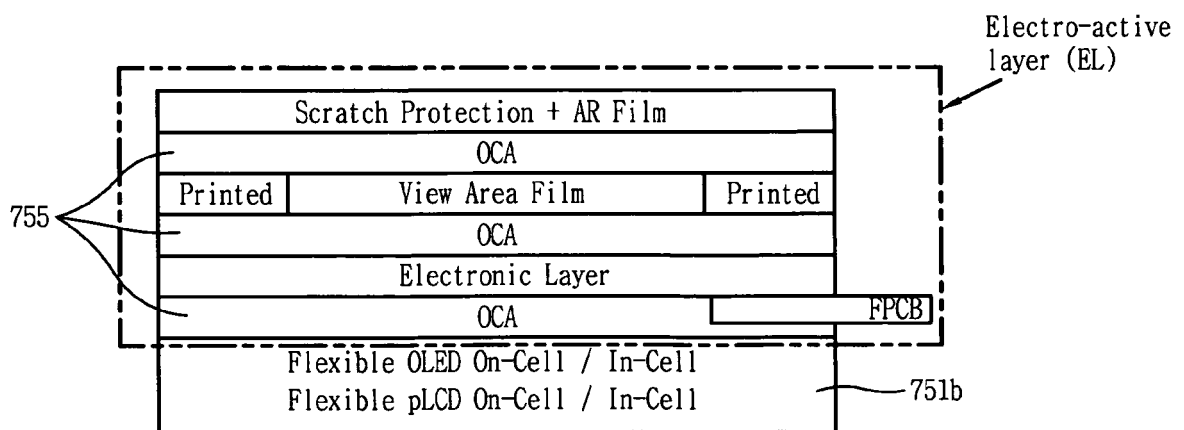 Electro-active
layer (EL)
Scratch Protection + AR Film
OCA
Printed View Area Film Printed
755
OCA
Electronic Layer
OCA FPCB
Flexible OLED On-Cell / In-Cell
Flexible pLCD On-Cell / In-Cell
751b